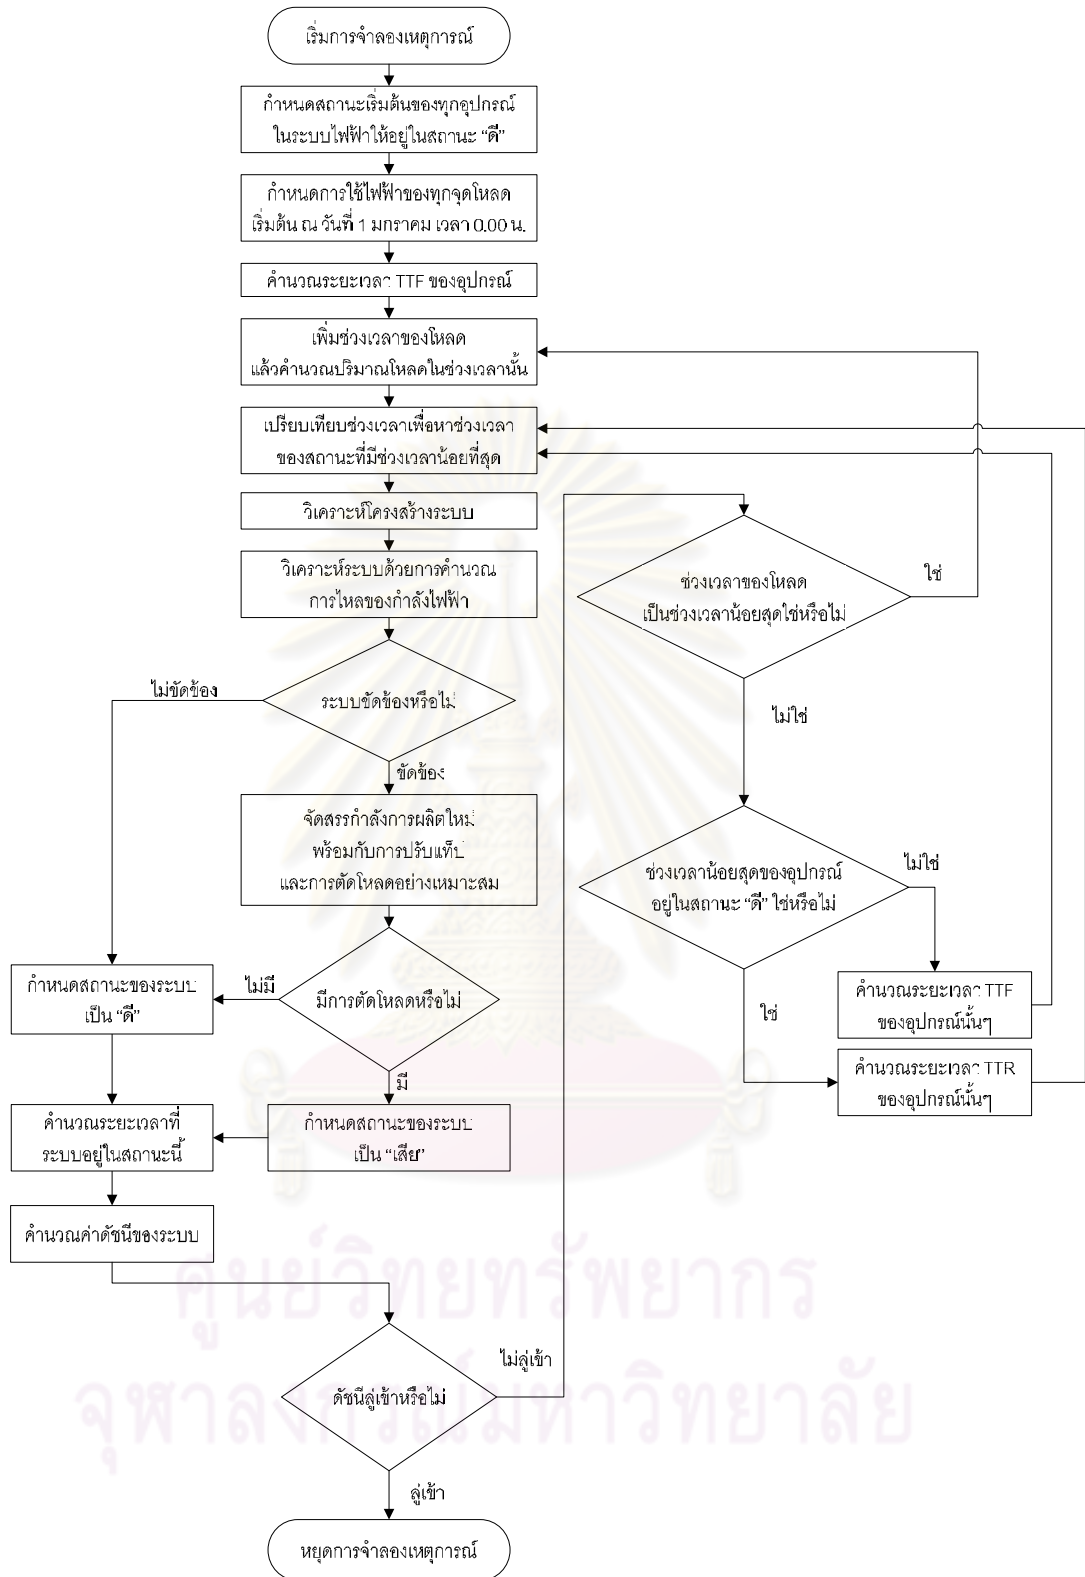 เริ่มการจำลองเหตุการณ์
กำหนดสถานะเริ่มต้นของทุกอุปกรณ์
ในระบบไฟฟ้าให้อยู่ในสถานะ “ดี”
กำหนดการใช้ไฟฟ้าของทุกจุดโหลด
เริ่มต้น ณ วันที่ 1 มกราคม เวลา 0.00 น.
คำนวณระยะเวลา TTF ของอุปกรณ์
เพิ่มช่วงเวลาของโหลด
แล้วคำนวณปริมาณโหลดในช่วงเวลานั้น
เปรียบเทียบช่วงเวลาเพื่อหาช่วงเวลา
ของสถานะที่มีช่วงเวลาน้อยที่สุด
วิเคราะห์โครงสร้างระบบ
วิเคราะห์ระบบด้วยการคำนวณ
การไหลของกำลังไฟฟ้า
ระบบขัดข้องหรือไม่
ไม่ขัดข้อง
ขัดข้อง
จัดสรรกำลังการผลิตใหม่
พร้อมกับการปรับแท็ป
และการตัดโหลดอย่างเหมาะสม
มีการตัดโหลดหรือไม่
ไม่มี
มี
กำหนดสถานะของระบบ
เป็น “ดี”
กำหนดสถานะของระบบ
เป็น “เสีย”
คำนวณระยะเวลาที่
ระบบอยู่ในสถานะนี้
คำนวณค่าดัชนีของระบบ
ดัชนีลู่เข้าหรือไม่
ไม่ลู่เข้า
ลู่เข้า
หยุดการจำลองเหตุการณ์
ช่วงเวลาของโหลด
เป็นช่วงเวลาน้อยสุดใช่หรือไม่
ใช่
ไม่ใช่
ช่วงเวลาน้อยสุดของอุปกรณ์
อยู่ในสถานะ “ดี” ใช่หรือไม่
ไม่ใช่
ใช่
คำนวณระยะเวลา TTF
ของอุปกรณ์นั้นๆ
คำนวณระยะเวลา TTR
ของอุปกรณ์นั้นๆ
ศูนย์วิทยทรัพยากร
จุฬาลงกรณ์มหาวิทยาลัย